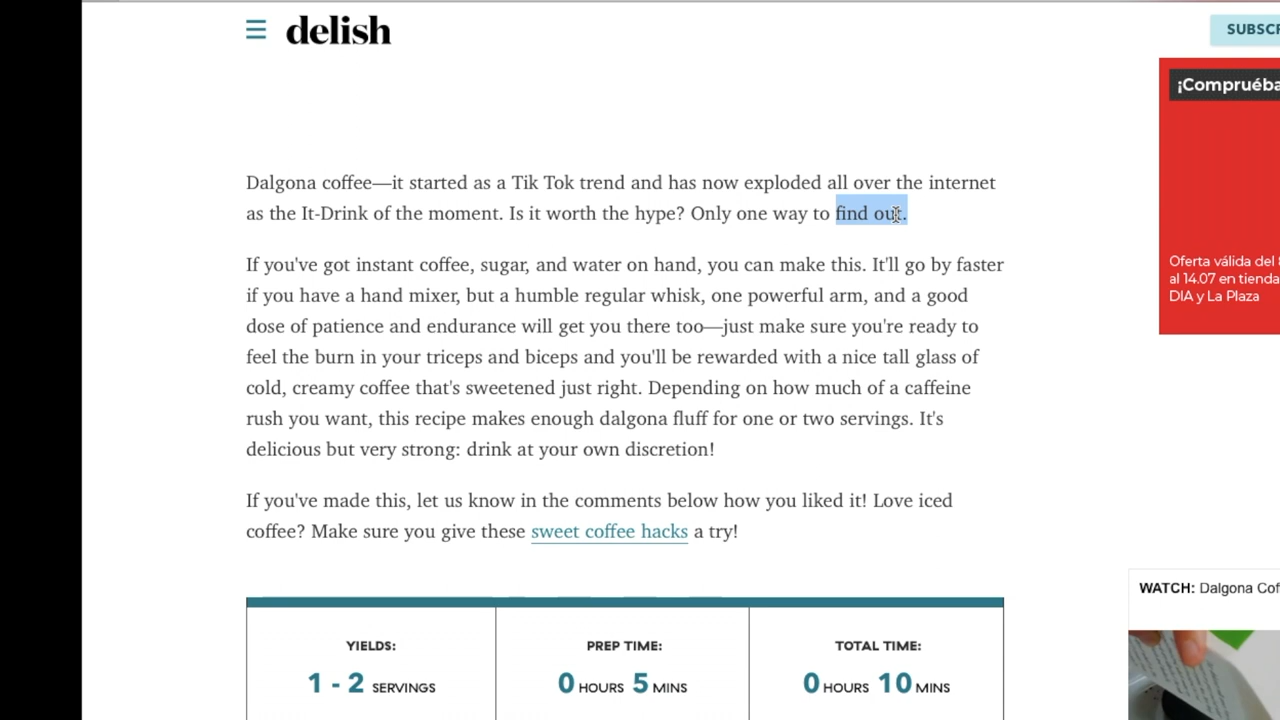 delish
SUBSCR
¡Comprueba
Dalgona coffee—it started as a Tik Tok trend and has now exploded all over the internet
as the It-Drink of the moment. Is it worth the hype? Only one way to find out.
If you've got instant coffee, sugar, and water on hand, you can make this. It'll go by faster
if you have a hand mixer, but a humble regular whisk, one powerful arm, and a good
dose of patience and endurance will get you there too—just make sure you're ready to
feel the burn in your triceps and biceps and you'll be rewarded with a nice tall glass of
cold, creamy coffee that's sweetened just right. Depending on how much of a caffeine
rush you want, this recipe makes enough dalgona fluff for one or two servings. It's
delicious but very strong: drink at your own discretion!
Oferta válida del
al 14.07 en tienda
DIA y La Plaza
If you've made this, let us know in the comments below how you liked it! Love iced
coffee? Make sure you give these sweet coffee hacks a try!
WATCH: Dalgona Cof
YIELDS:
1 - 2 SERVINGS
PREP TIME:
0 HOURS 5 MINS
TOTAL TIME:
0 HOURS 10 MINS